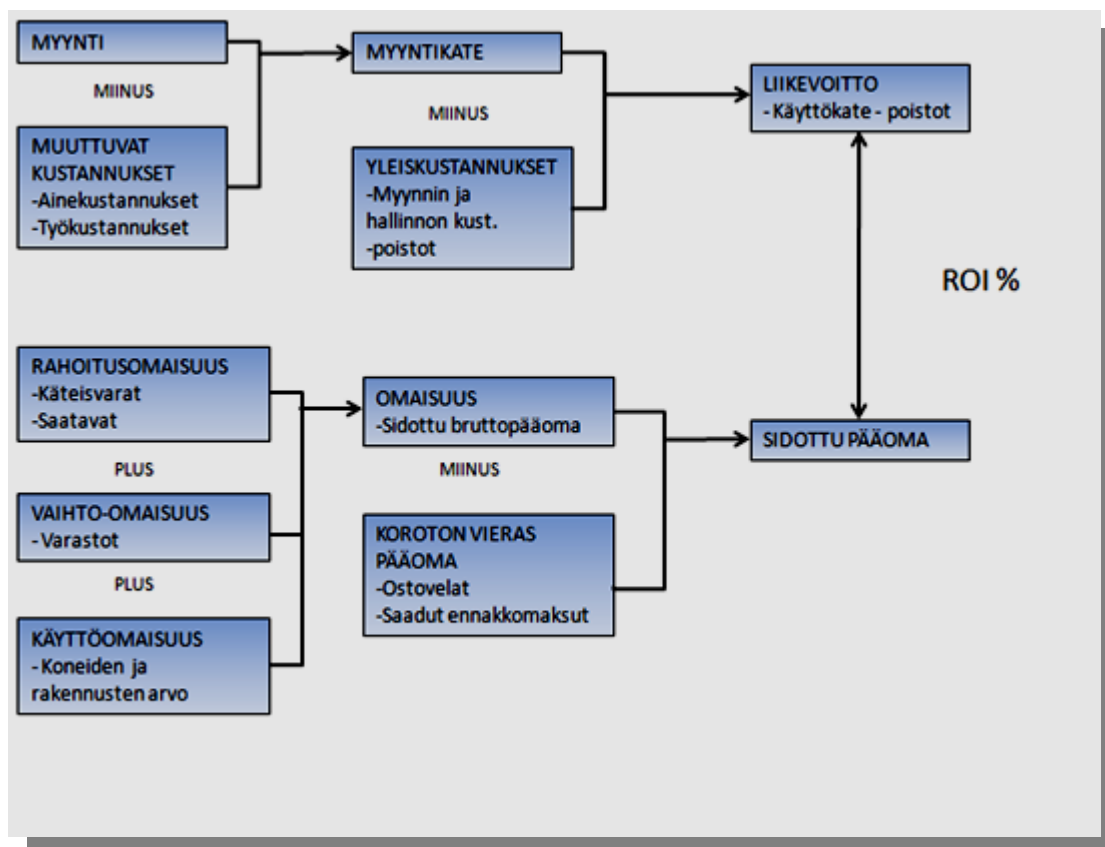 MYYNTI
MIINUS
MUUTTUVAT
KUSTANNUKSET
-Ainekustannukset
-Työkustannukset
MYYNTIKATE
MIINUS
YLEISKUSTANNUKSET
-Myynnin ja
hallinnon kust.
-poistot
LIIKEVOITTO
- Käyttökate - poistot
ROI %
RAHOITUSOMAISUUS
-Käteisvarat
-Saatavat
PLUS
VAIHTO-OMAISUUS
- Varastot
PLUS
KÄYTTÖOMAISUUS
- Koneiden ja
rakennusten arvo
OMAISUUS
-Sidottu bruttopääoma
MIINUS
KOROTON VIERAS
PÄÄOMA
-Ostovelat
-Saadut ennakkomaksut
SIDOTTU PÄÄOMA